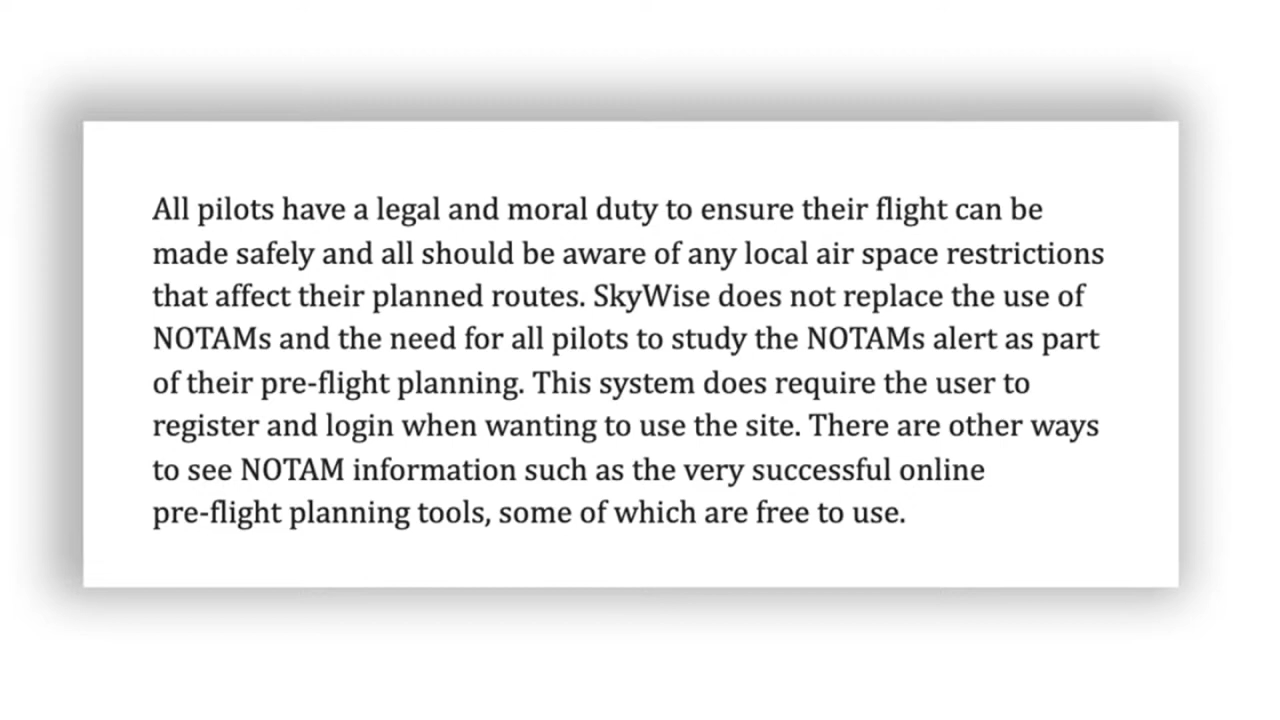 All pilots have a legal and moral duty to ensure their flight can be
made safely and all should be aware of any local air space restrictions
that affect their planned routes. SkyWise does not replace the use of
NOTAMs and the need for all pilots to study the NOTAMs alert as part
of their pre-flight planning. This system does require the user to
register and login when wanting to use the site. There are other ways
to see NOTAM information such as the very successful online
pre-flight planning tools, some of which are free to use.